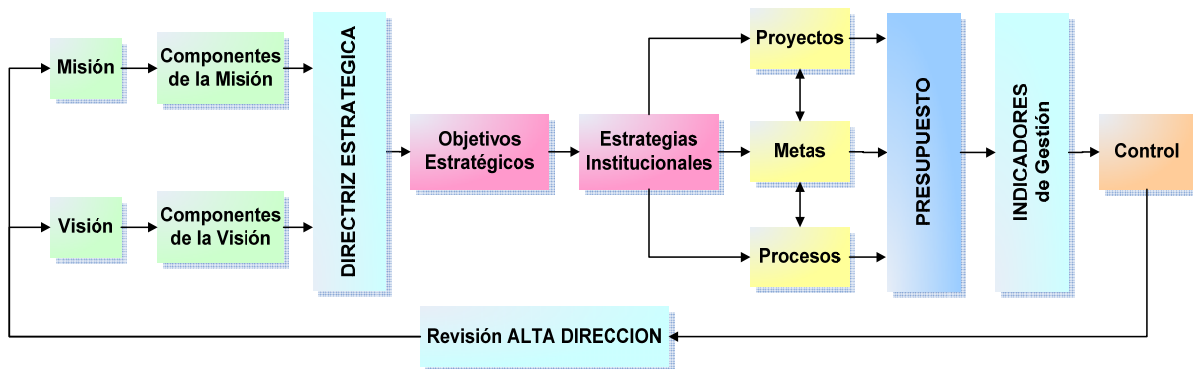 Misión
Componentes
de la Misión
Visión
Componentes
de la Visión
DIRECTRIZ ESTRATEGICA
Objetivos
Estratégicos
Estrategias
Institucionales
Proyectos
Metas
Procesos
PRESUPUESTO
INDICADORES
de Gestión
Control
Revisión ALTA DIRECCION